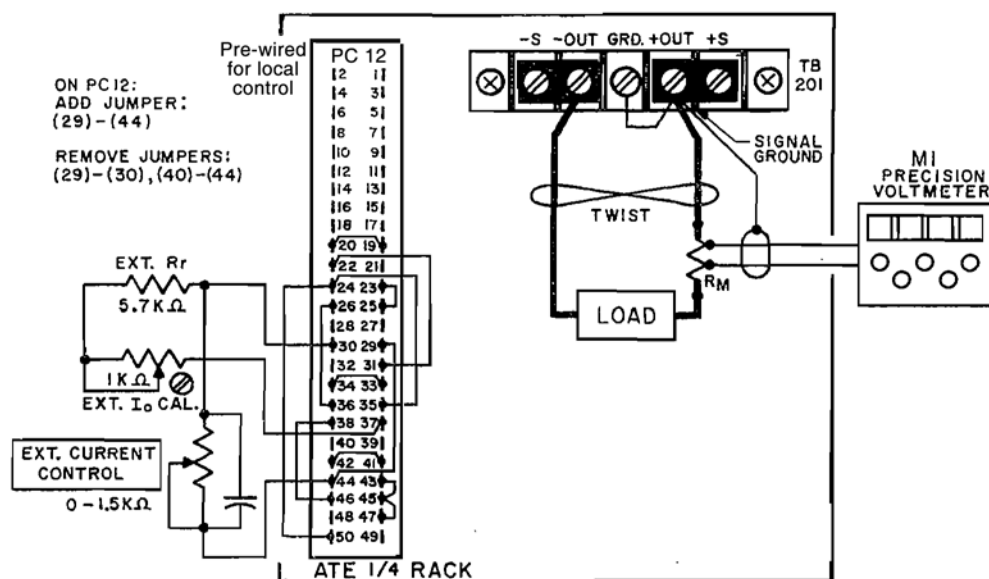 ON PC12:
ADD JUMPER:
(29)-(44)
REMOVE JUMPERS:
(29)-(30),(40)-(44)
Pre-wired
for local
control
PC 12
2 1
4 3
6 5
8 7
10 9
12 11
14 13
16 15
18 17
20 19
22 21
24 23
26 25
28 27
30 29
32 31
34 33
36 35
38 37
40 39
42 41
44 43
46 45
48 47
50 49
EXT. Rr
5.7KΩ
1KΩ
EXT. Io CAL.
EXT. CURRENT
CONTROL
0-1.5KΩ
ATE 1/4 RACK
-S -OUT GRD. +OUT +S
TB
201
SIGNAL
GROUND
TWIST
RM
LOAD
M1
PRECISION
VOLTMETER